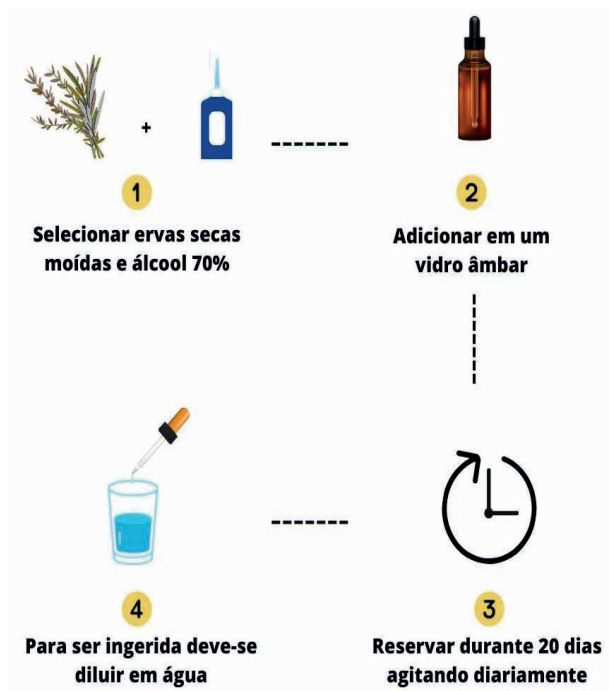 +
1
Selecionar ervas secas
moídas e álcool 70%
2
Adicionar em um
vidro âmbar
3
Reservar durante 20 dias
agitando diariamente
4
Para ser ingerida deve-se
diluir em água